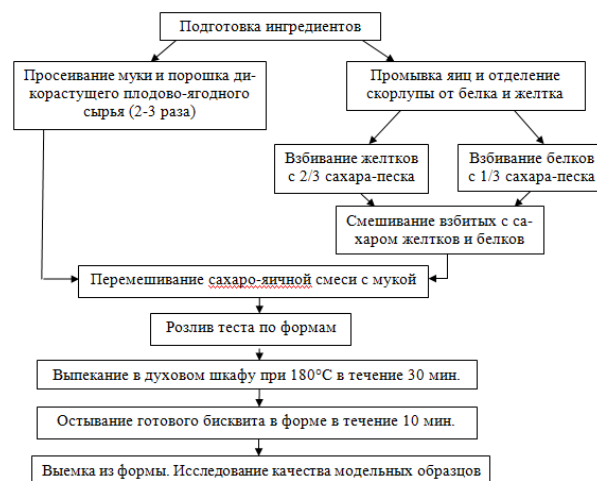 Подготовка ингредиентов
Просеивание муки и порошка ди-
корастущего плодово-ягодного
сырья (2-3 раза)
Промывка яиц и отделение
скорлупы от белка и желтка
Взбивание желтков
с 2/3 сахара-песка
Взбивание белков
с 1/3 сахара-песка
Смешивание взбитых с са-
харом желтков и белков
Перемешивание сахаро-яичной смеси с мукой
Розлив теста по формам
Выпекание в духовом шкафу при 180°С в течение 30 мин.
Остывание готового бисквита в форме в течение 10 мин.
Выемка из формы. Исследование качества модельных образцов